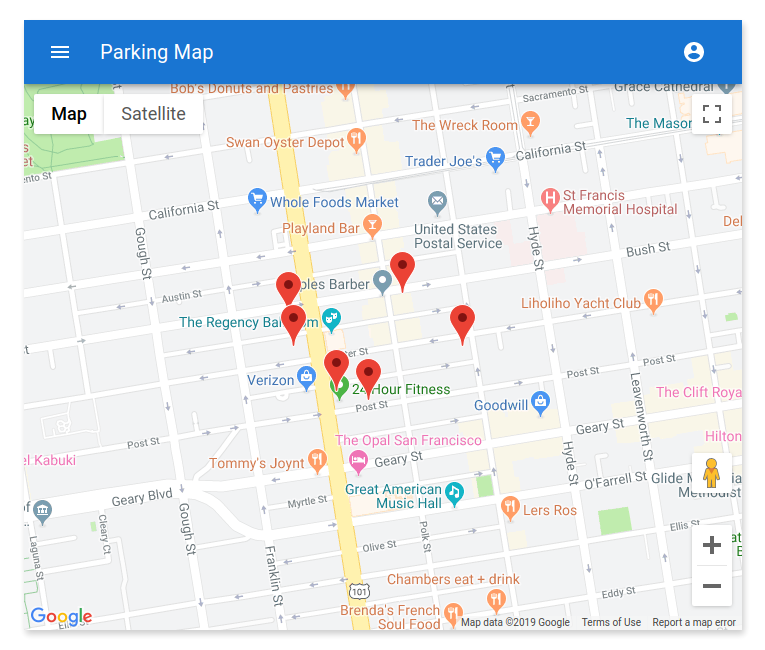 Parking Map
Bob's Donuts and Pastries
Sacramento St
Grace Cathedral
Map
Satellite
The Wreck Room
The Mason
Swan Oyster Depot
California St
Trader Joe's
Whole Foods Market
St Francis
Memorial Hospital
California St
Playland Bar
United States
Postal Service
Gough St
Hyde St
Bush St
Austin St
ples Barber
Liholiho Yacht Club
The Regency Bal
om
ter St
Post St
Verizon
24 Hour Fitness
Post St
Leavenworth St
The Clift Roya
Post St
Goodwill
Geary St
Hilton
Post St
The Opal San Francisco
el Kabuki
Tommy's Joynt
Geary St
Hyde St
O'Farrell St
Glide M
Methodist
Great American
Music Hall
Geary Blvd
Myrtle St
Lers Ros
Gough St
Cleary Ct
Polk St
Ellis St
Laguna St
Franklin St
Olive St
101
Chambers eat + drink
Eddy St
Brenda's French
Soul Food
Google
Map data ©2019 Google
Terms of Use
Report a map error